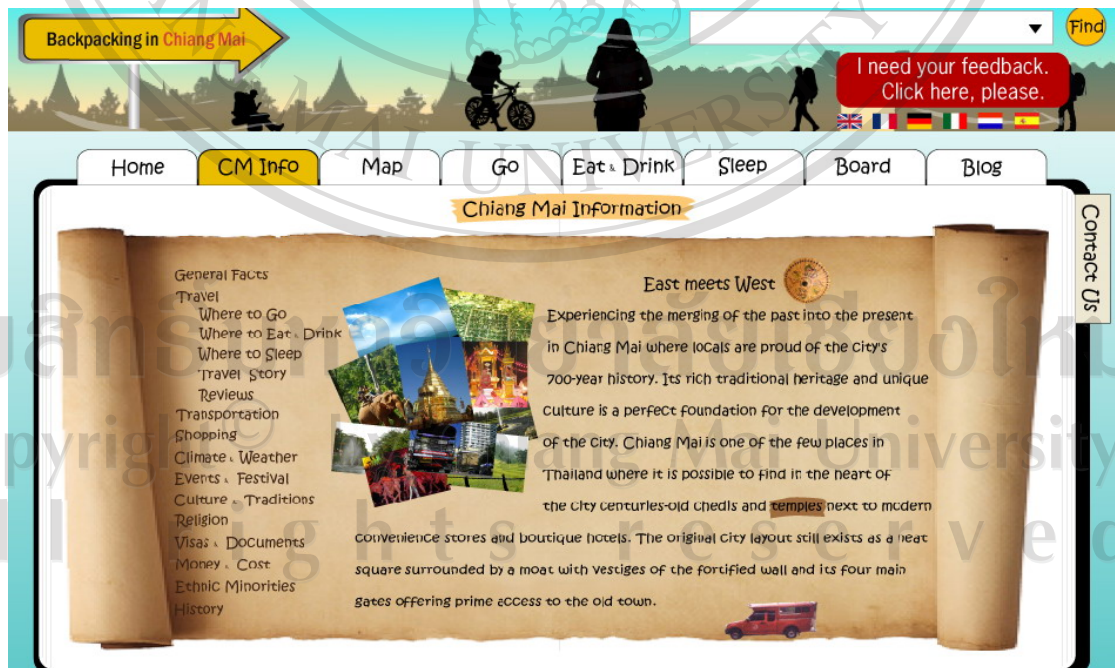 Backpacking in Chiang Mai
Find
I need your feedback.
Click here, please.
Home
CM Info
Map
Go
Eat & Drink
Sleep
Board
Blog
Contact Us
Chiang Mai Information
General Facts
Travel
Where to Go
Where to Eat & Drink
Where to Sleep
Travel Story
Reviews
Transportation
Shopping
Climate & Weather
Events & Festival
Culture & Traditions
Religion
Visas & Documents
Money & Cost
Ethnic Minorities
History
East meets West
Experiencing the merging of the past into the present
in Chiang Mai where locals are proud of the city's
700-year history. Its rich traditional heritage and unique
culture is a perfect foundation for the development
of the city. Chiang Mai is one of the few places in
Thailand where it is possible to find in the heart of
the city centuries-old chedis and temples next to modern
convenience stores and boutique hotels. The original city layout still exists as a neat
square surrounded by a moat with vestiges of the fortified wall and its four main
gates offering prime access to the old town.
MAI UNIVERSITY
by Chiang Mai University
rights reserved